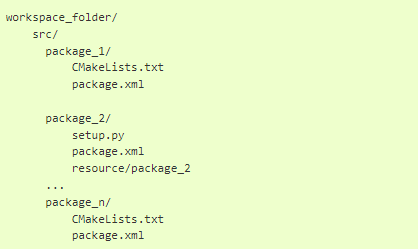 workspace_folder/
    src/
      package_1/
          CMakeLists.txt
          package.xml

      package_2/
          setup.py
          package.xml
          resource/package_2
      ...
      package_n/
          CMakeLists.txt
          package.xml